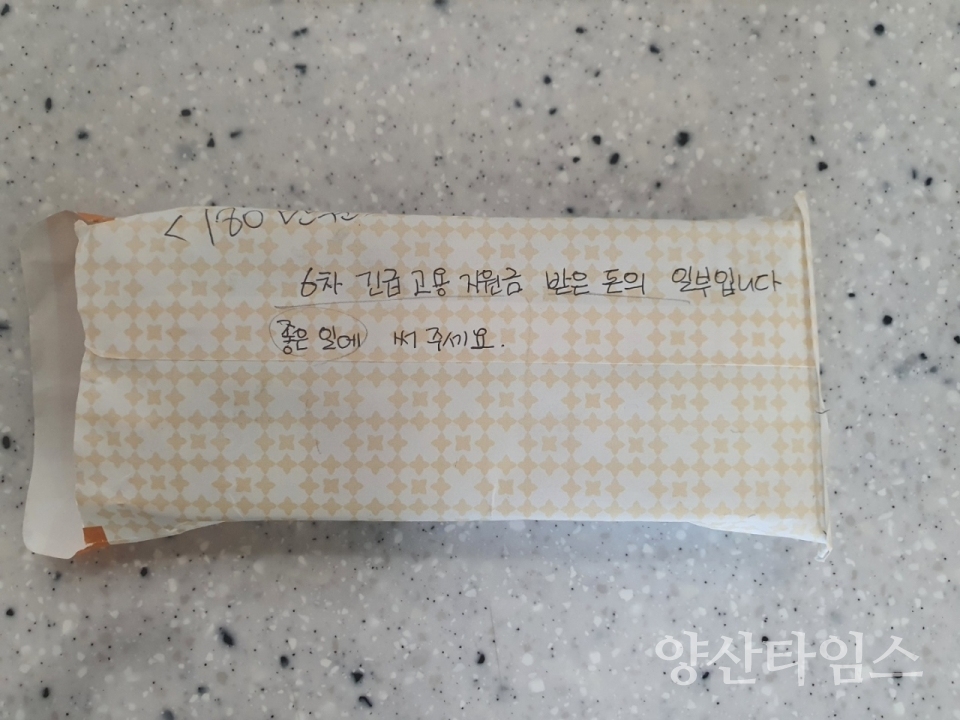 < 180
6차 긴급 고용 지원금 받은 돈의 일부입니다
좋은 일에 써 주세요.
양산타임스